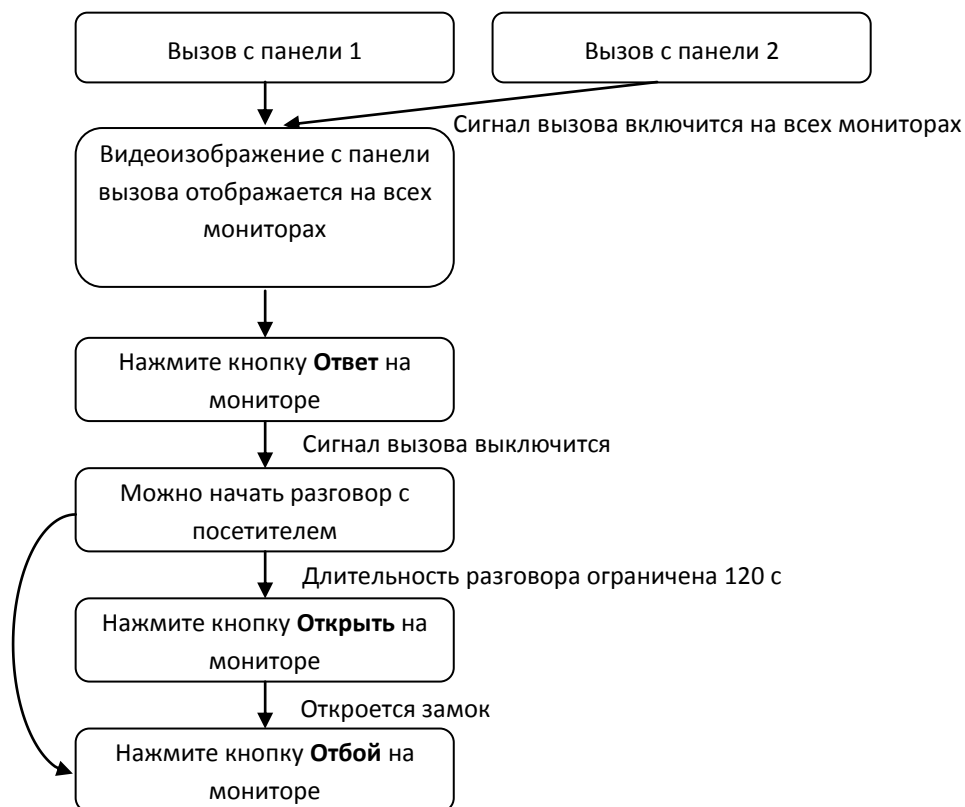 Вызов с панели 1
Вызов с панели 2
Сигнал вызова включится на всех мониторах
Видеоизображение с панели
вызова отображается на всех
мониторах
Нажмите кнопку Ответ на
мониторе
Сигнал вызова выключится
Можно начать разговор с
посетителем
Длительность разговора ограничена 120 с
Нажмите кнопку Открыть на
мониторе
Откроется замок
Нажмите кнопку Отбой на
мониторе